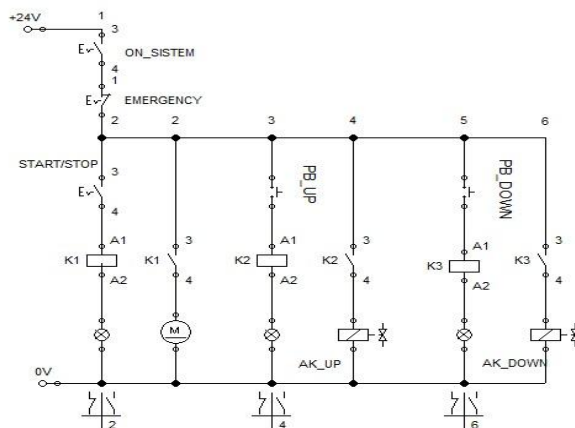 +24V
1
3
ON_SISTEM
4
1
EMERGENCY
2 2 3 4 5 6
START/STOP
3
4
PB_UP
PB_DOWN
A1 3 A1 3 A1 3
K1 K1 K2 K2 K3 K3
A2 4 A2 4 A2 4
M
AK_UP
AK_DOWN
0V
2 4 6